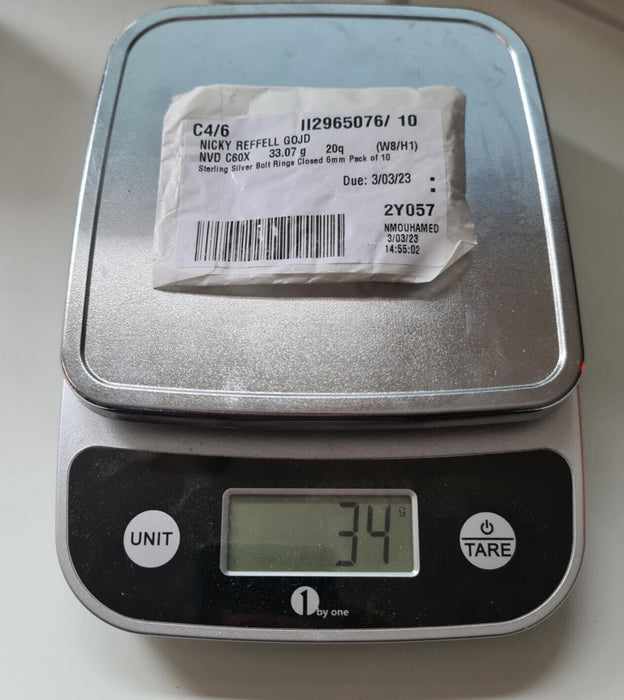 C4/6 II2965076/ 10
NICKY REFFELL GOJD
NVD C60X 33.07 g 20q (W8/H1)
Sterling Silver Bolt Rings Closed 6mm Pack of 10
Due: 3/03/23 :
2Y057
NMOUHAMED
3/03/23
14:55:02
34 g
UNIT
TARE
1 by one